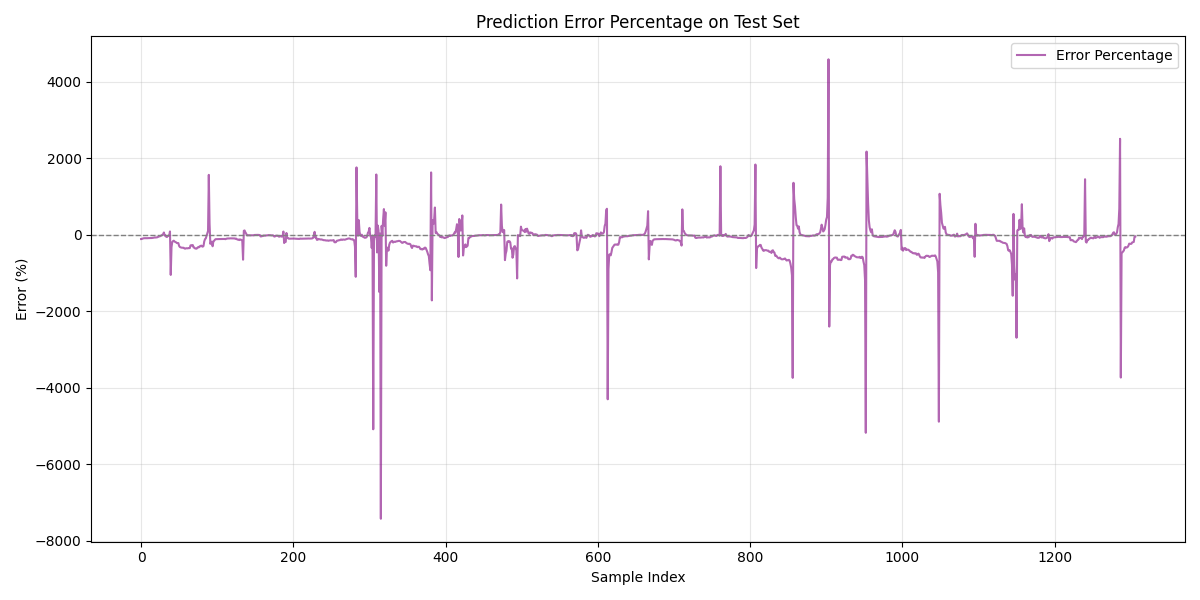 Prediction Error Percentage on Test Set
Error Percentage
Error (%)
4000
2000
0
−2000
−4000
−6000
−8000
0 200 400 600 800 1000 1200
Sample Index